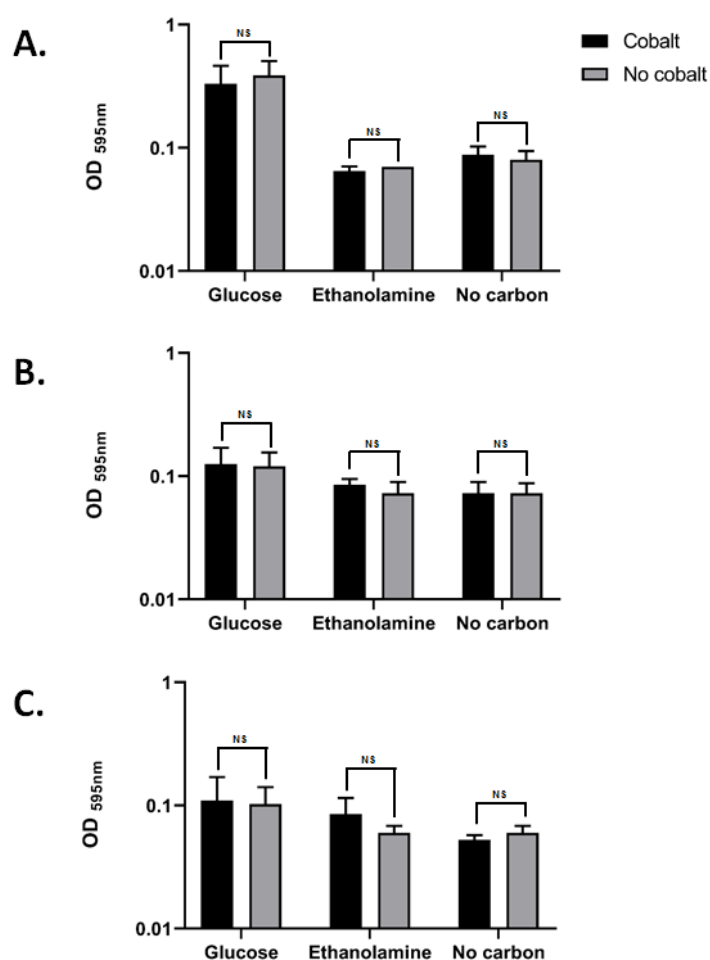 A.
1
0.1
0.01
OD 595nm
NS
NS
NS
Glucose
Ethanolamine
No carbon
Cobalt
No cobalt
B.
1
0.1
0.01
OD 595nm
NS
NS
NS
Glucose
Ethanolamine
No carbon
C.
1
0.1
0.01
OD 595nm
NS
NS
NS
Glucose
Ethanolamine
No carbon